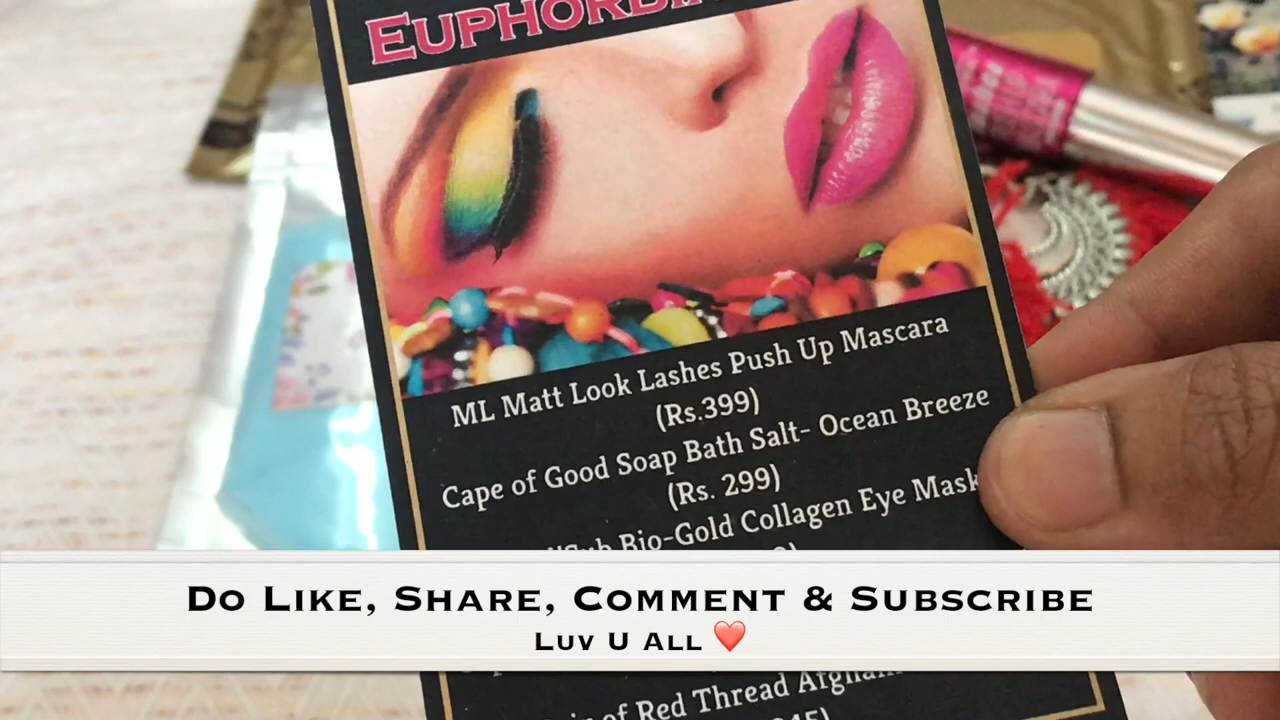 ML Matt Look Lashes Push Up Mascara
(Rs.399)
Cape of Good Soap Bath Salt- Ocean Breeze
(Rs. 299)
Bio-Gold Collagen Eye Mask
Do Like, Share, Comment & Subscribe
Luv U All ❤️
of Red Thread